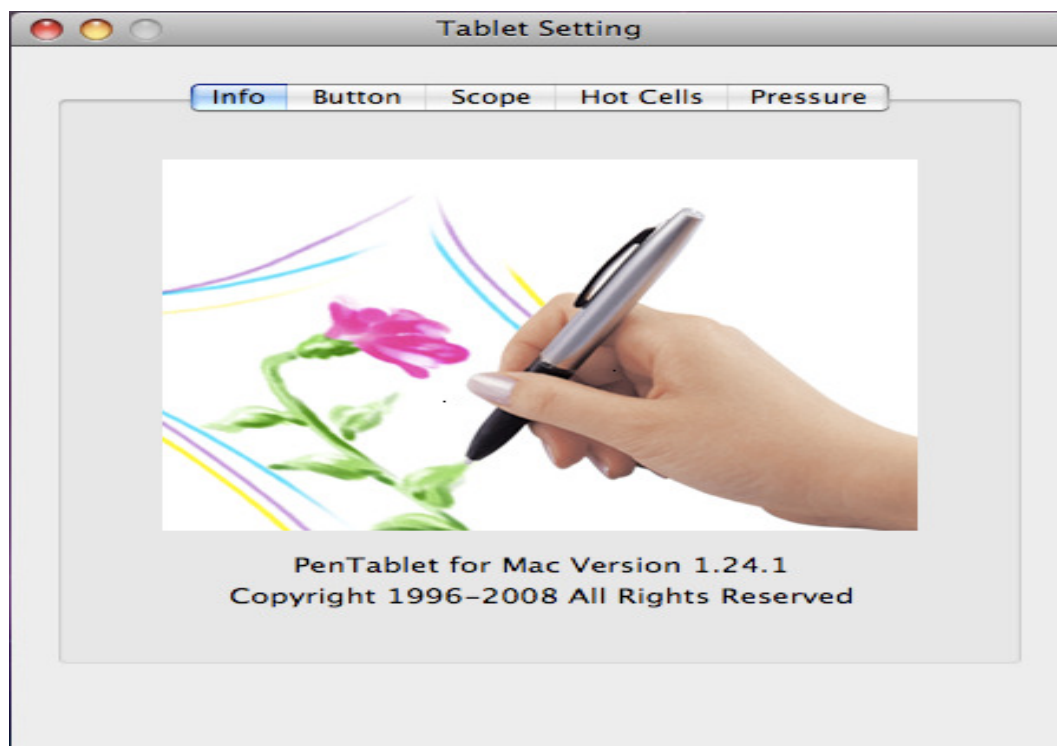 Tablet Setting
Info Button Scope Hot Cells Pressure
PenTablet for Mac Version 1.24.1
Copyright 1996–2008 All Rights Reserved